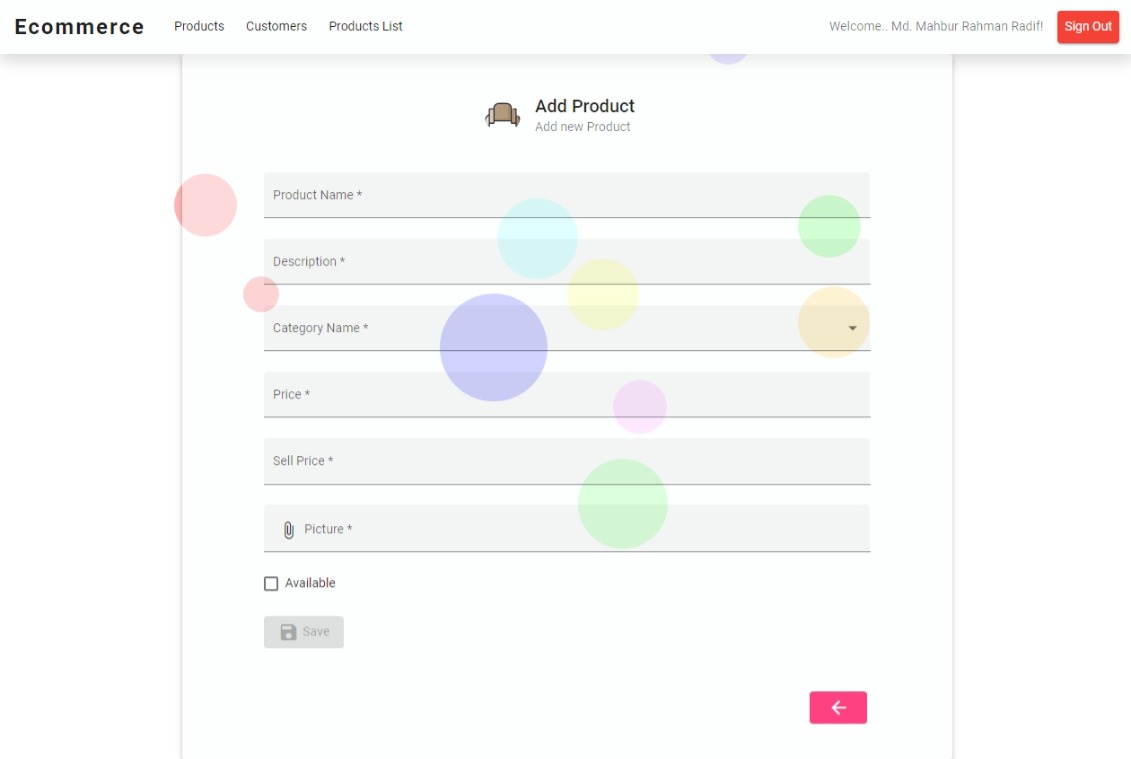 Ecommerce Products Customers Products List Welcome.. Md. Mahbur Rahman Radif! Sign Out
Add Product
Add new Product
Product Name *
Description *
Category Name *
Price *
Sell Price *
Picture *
Available
Save